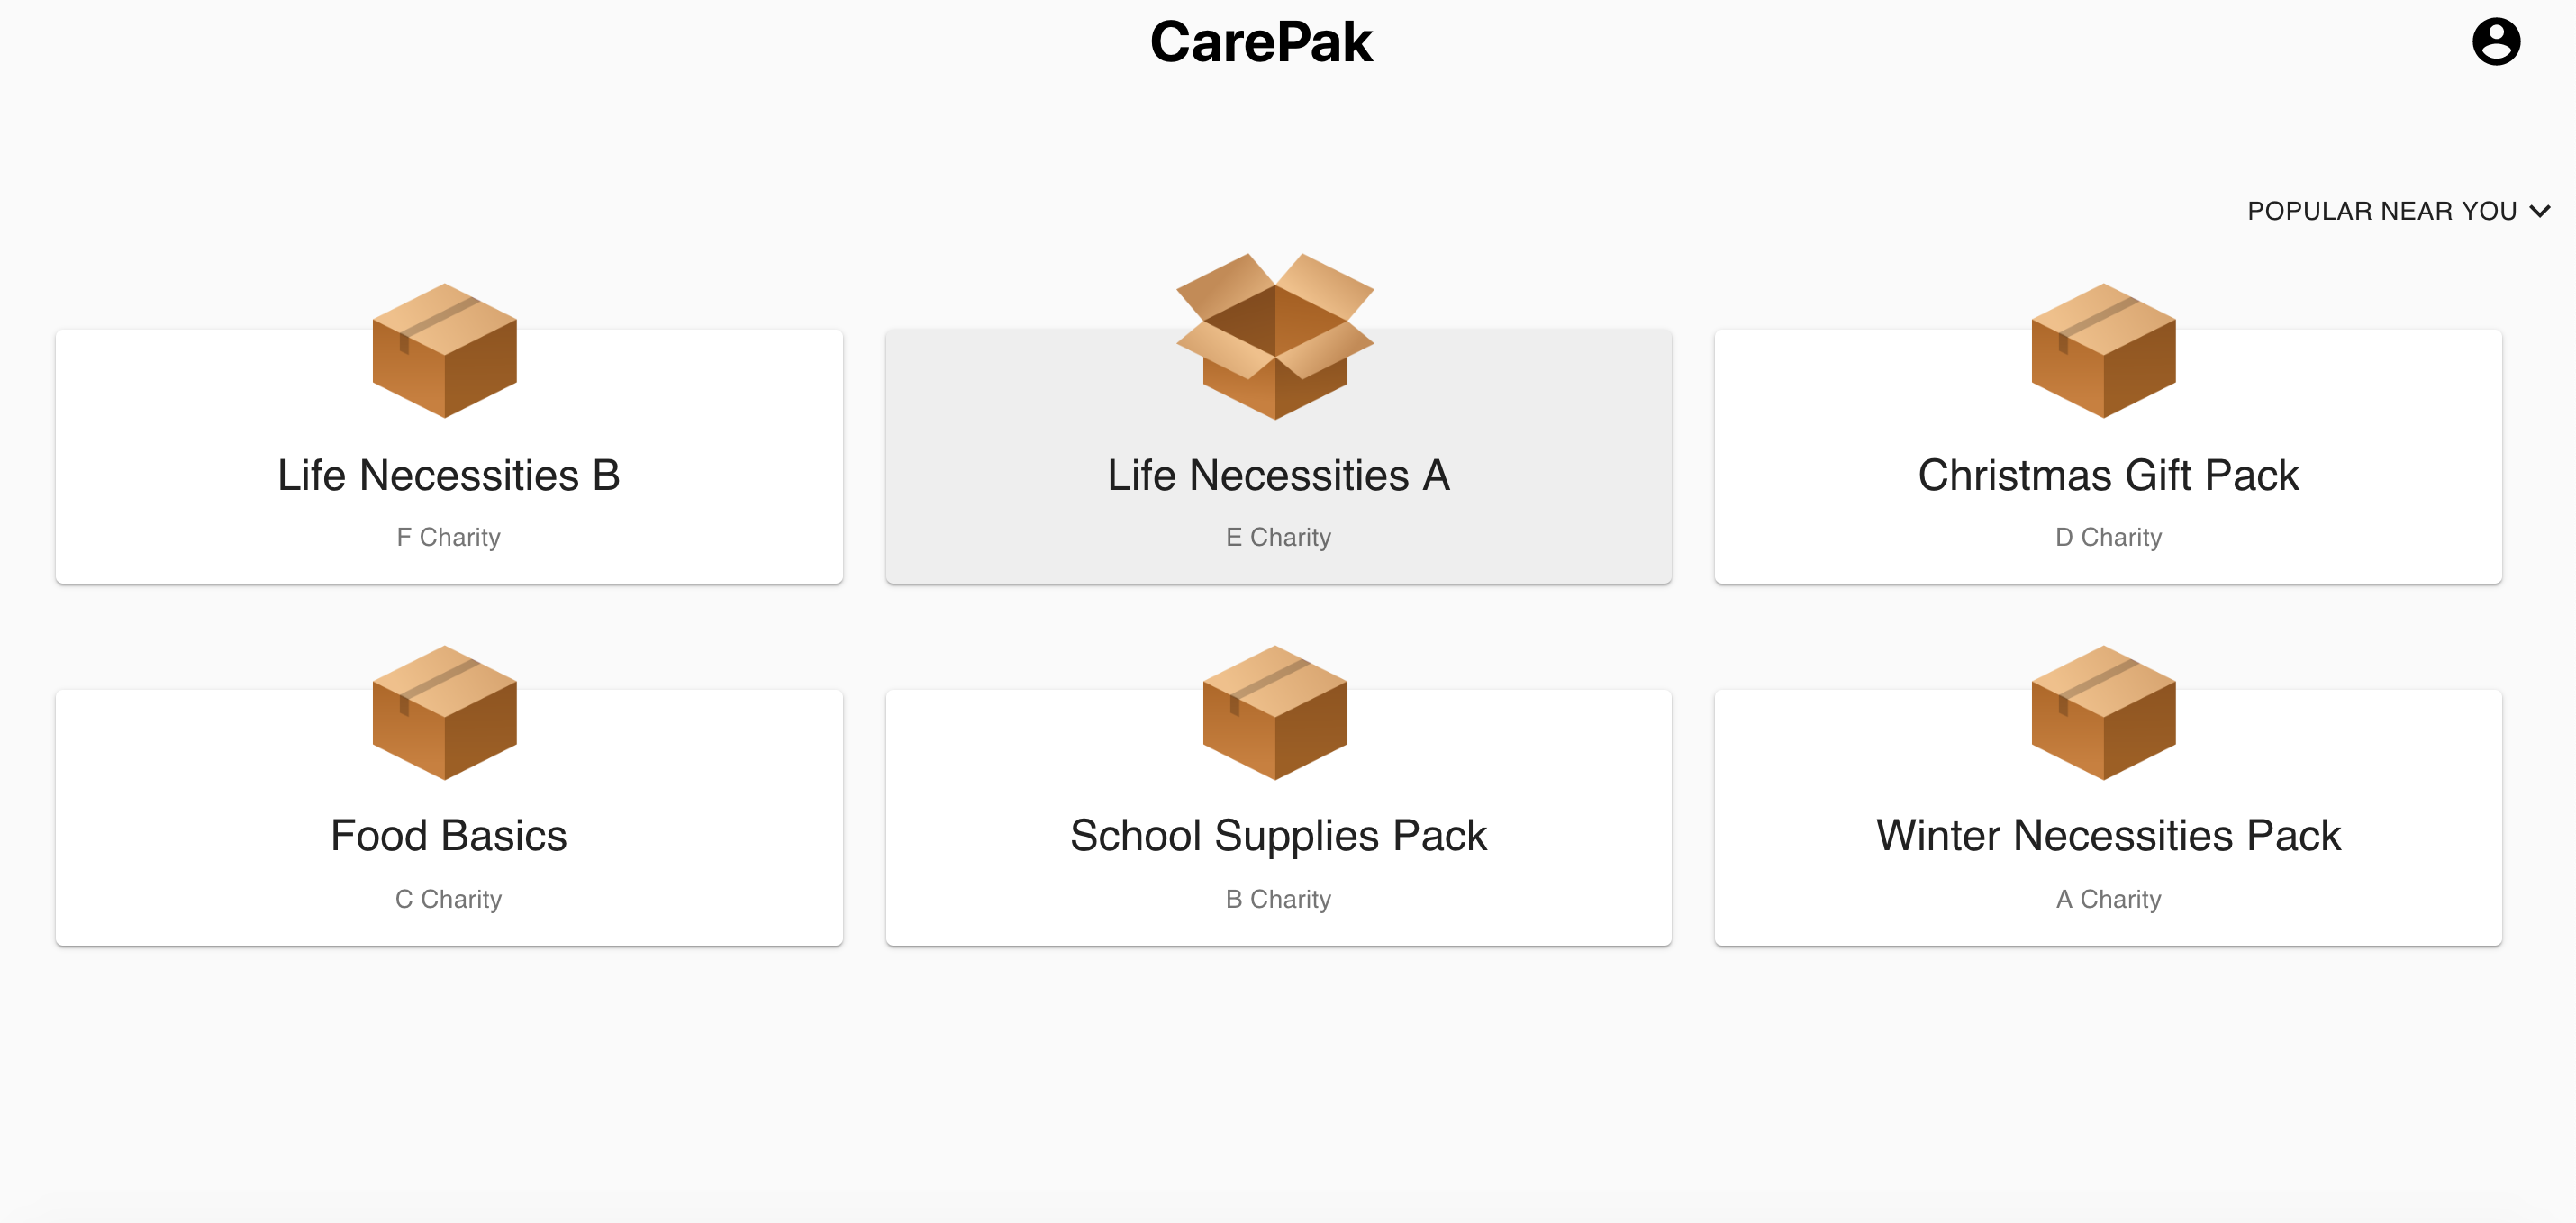 CarePak
POPULAR NEAR YOU
Life Necessities B
F Charity
Life Necessities A
E Charity
Christmas Gift Pack
D Charity
Food Basics
C Charity
School Supplies Pack
B Charity
Winter Necessities Pack
A Charity